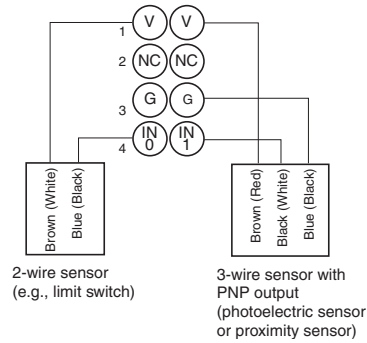 1 V V
2 NC NC
3 G G
4 IN 0 IN 1
Brown (White)
Blue (Black)
Brown (Red)
Black (White)
Blue (Black)
2-wire sensor
(e.g., limit switch)
3-wire sensor with
PNP output
(photoelectric sensor
or proximity sensor)